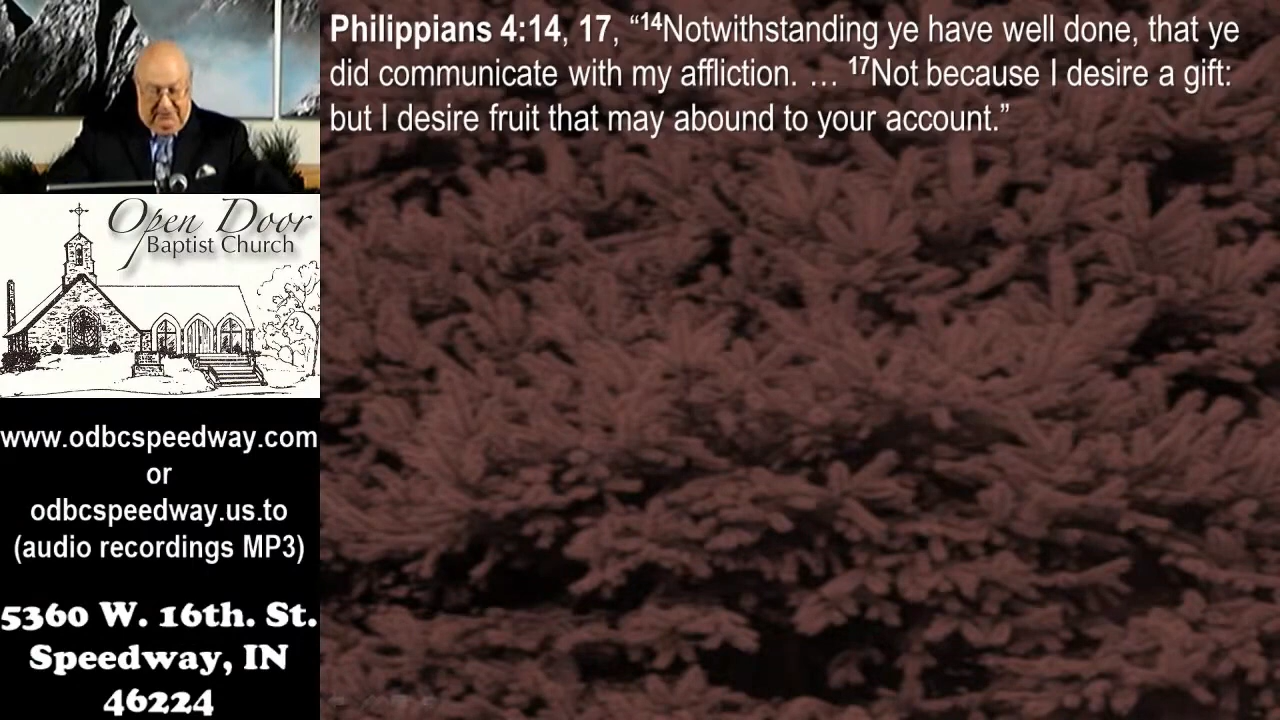 Philippians 4:14, 17, “14Notwithstanding ye have well done, that ye
did communicate with my affliction. … 17Not because I desire a gift:
but I desire fruit that may abound to your account.”
Open Door
Baptist Church
www.odbcspeedway.com
or
odbcspeedway.us.to
(audio recordings MP3)
5360 W. 16th. St.
Speedway, IN
46224